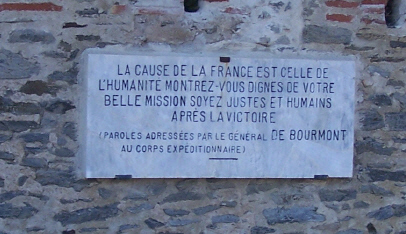 LA CAUSE DE LA FRANCE EST CELLE DE
L'HUMANITÉ MONTREZ-VOUS DIGNES DE VOTRE
BELLE MISSION SOYEZ JUSTES ET HUMAINS
APRÈS LA VICTOIRE
(PAROLES ADRESSÉES PAR LE GÉNÉRAL DE BOURMONT
AU CORPS EXPÉDITIONNAIRE)